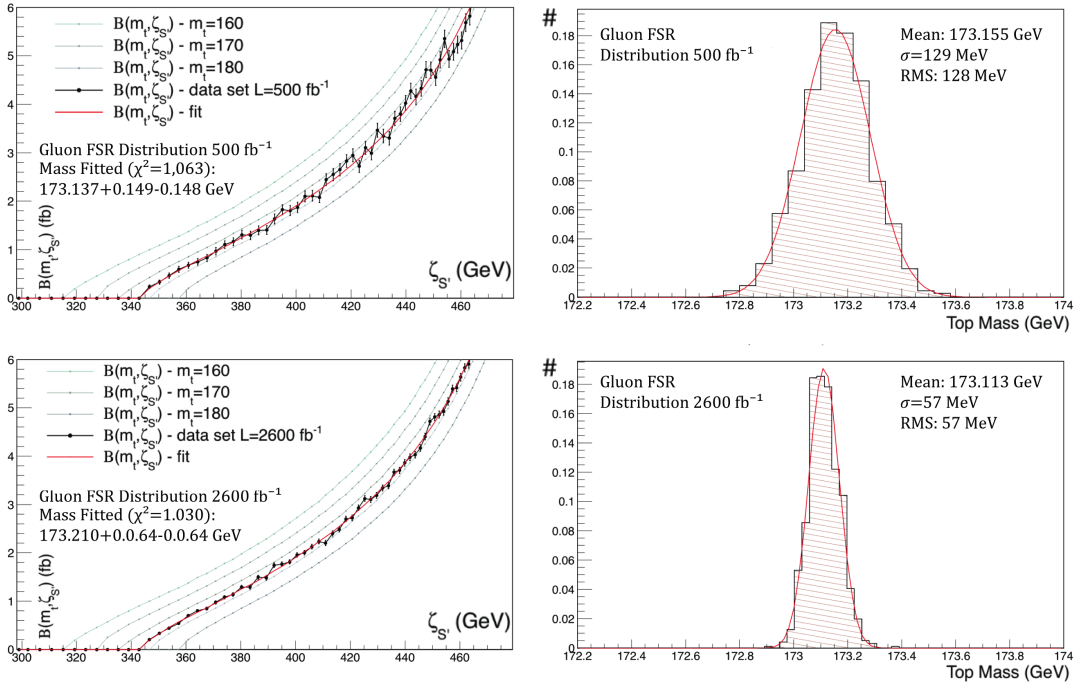 B(mt,ζS') - mt=160
B(mt,ζS') - mt=170
B(mt,ζS') - mt=180
B(mt,ζS') - data set L=500 fb⁻¹
B(mt,ζS') - fit
Gluon FSR Distribution 500 fb⁻¹
Mass Fitted (χ²=1,063):
173.137+0.149-0.148 GeV
B(mt,ζS') (fb)
ζS' (GeV)
0 1 2 3 4 5 6
300 320 340 360 380 400 420 440 460
#
Gluon FSR
Distribution 500 fb⁻¹
Mean: 173.155 GeV
σ=129 MeV
RMS: 128 MeV
0.18
0.16
0.14
0.12
0.1
0.08
0.06
0.04
0.02
0
172.2 172.4 172.6 172.8 173 173.2 173.4 173.6 173.8 174
Top Mass (GeV)
B(mt,ζS') - mt=160
B(mt,ζS') - mt=170
B(mt,ζS') - mt=180
B(mt,ζS') - data set L=2600 fb⁻¹
B(mt,ζS') - fit
Gluon FSR Distribution 2600 fb⁻¹
Mass Fitted (χ²=1.030):
173.210+0.0.64-0.0.64 GeV
B(mt,ζS') (fb)
ζS' (GeV)
0 1 2 3 4 5 6
300 320 340 360 380 400 420 440 460
#
Gluon FSR
Distribution 2600 fb⁻¹
Mean: 173.113 GeV
σ=57 MeV
RMS: 57 MeV
0.18
0.16
0.14
0.12
0.1
0.08
0.06
0.04
0.02
0
172.2 172.4 172.6 172.8 173 173.2 173.4 173.6 173.8 174
Top Mass (GeV)